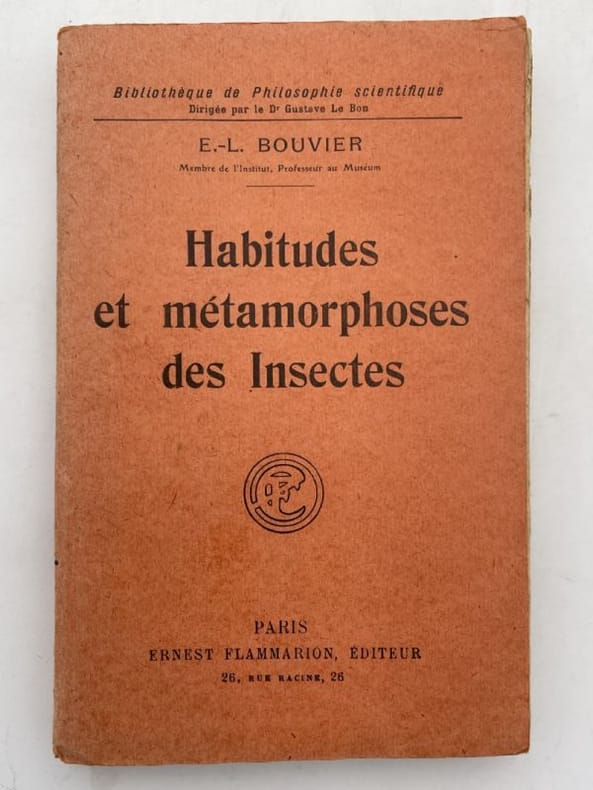 Bibliothèque de Philosophie scientifique
Dirigée par le Dr Gustave Le Bon
E.-L. BOUVIER
Membre de l'Institut, Professeur au Muséum
Habitudes
et métamorphoses
des Insectes
PARIS
ERNEST FLAMMARION, ÉDITEUR
26, RUE RACINE, 26